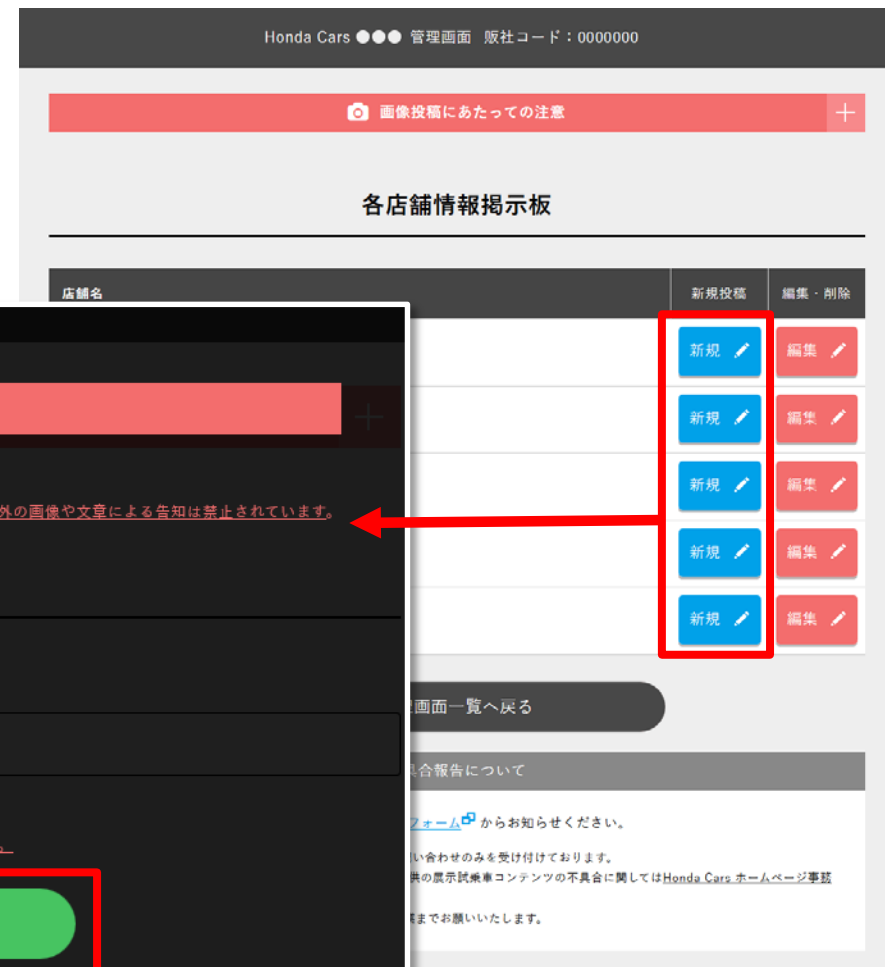 Honda Cars ●●● 管理画面 販社コード：0000000
画像投稿にあたっての注意
各店舗情報掲示板
店舗名 新規投稿 編集・削除
新規 編集
新規 編集
外の画像や文章による告知は禁止されています。
新規 編集
新規 編集
新規 編集
画面一覧へ戻る
具合報告について
フォーム からお知らせください。
い合わせのみを受け付けております。
供の展示試乗車コンテンツの不具合に関してはHonda Cars ホームページ事務
までお願いいたします。